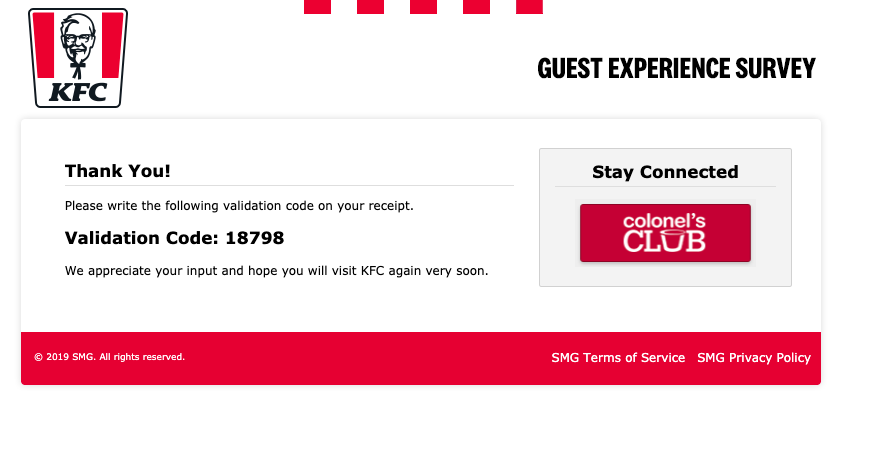 KFC
GUEST EXPERIENCE SURVEY
Thank You!
Please write the following validation code on your receipt.
Validation Code: 18798
We appreciate your input and hope you will visit KFC again very soon.
Stay Connected
colonel's
CLUB
© 2019 SMG. All rights reserved.
SMG Terms of Service SMG Privacy Policy